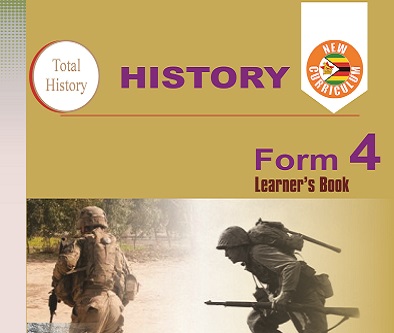 Total
History
HISTORY
NEW
CURRICULUM
Form 4
Learner's Book